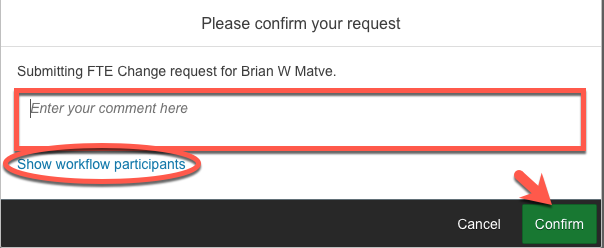 Please confirm your request
Submitting FTE Change request for Brian W Matve.
Enter your comment here
Show workflow participants
Cancel
Confirm